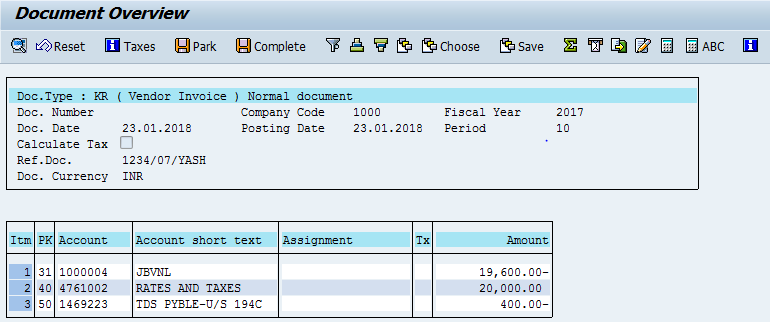 Document Overview
Reset Taxes Park Complete Choose Save ABC
Doc.Type : KR ( Vendor Invoice ) Normal document
Doc. Number Company Code 1000 Fiscal Year 2017
Doc. Date 23.01.2018 Posting Date 23.01.2018 Period 10
Calculate Tax
Ref.Doc. 1234/07/YASH
Doc. Currency INR
Itm PK Account Account short text Assignment Tx Amount
1 31 1000004 JBVNL 19,600.00-
2 40 4761002 RATES AND TAXES 20,000.00
3 50 1469223 TDS PYBLE-U/S 194C 400.00-